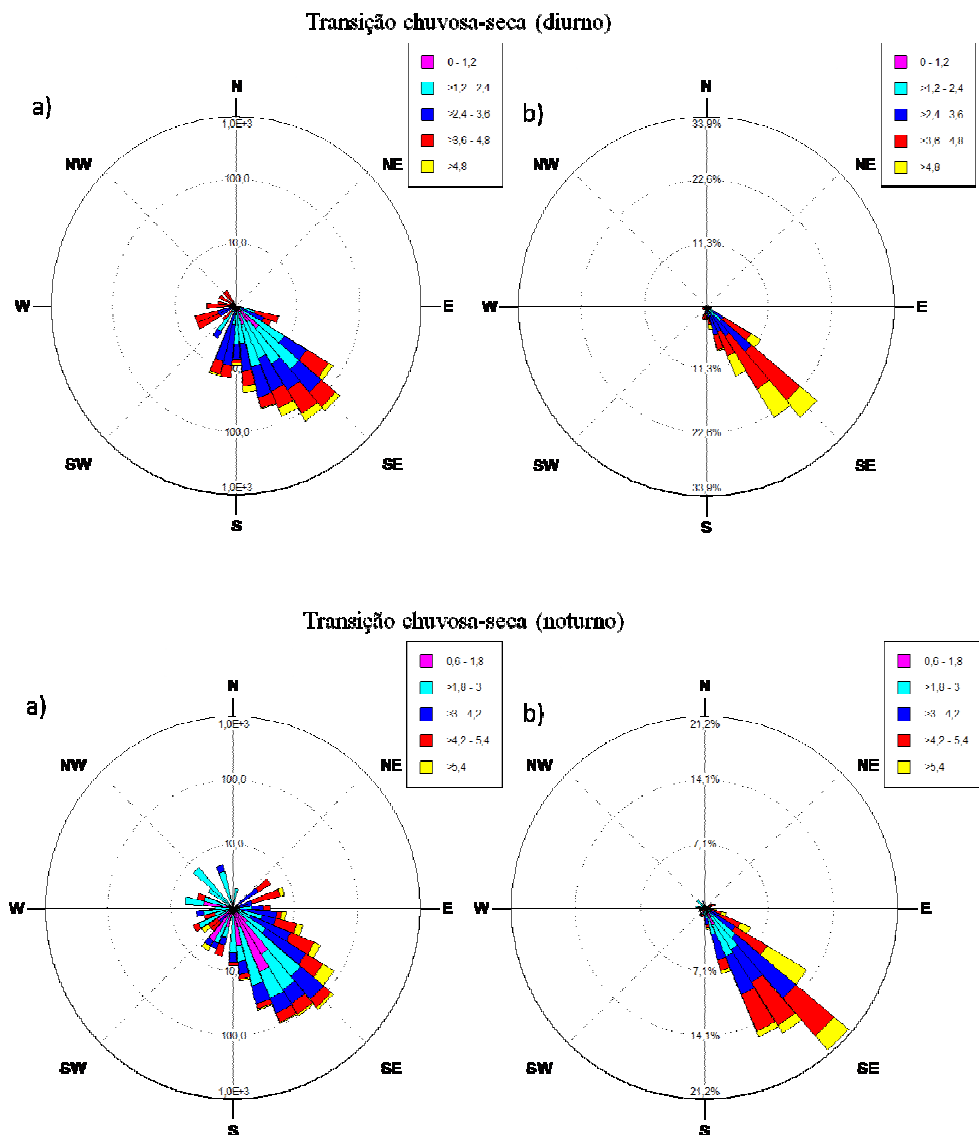 Transição chuvosa-seca (diurno)
a)
0 - 1,2
>1,2 - 2,4
>2,4 - 3,6
>3,6 - 4,8
>4,8
N
NE
E
SE
S
SW
W
NW
1,0E+3
100,0
10,0
100,0
1,0E+3
b)
0 - 1,2
>1,2 - 2,4
>2,4 - 3,6
>3,6 - 4,8
>4,8
N
NE
E
SE
S
SW
W
NW
33,9%
22,6%
11,3%
11,3%
22,6%
33,9%
Transição chuvosa-seca (noturno)
a)
0,6 - 1,8
>1,8 - 3
>3 - 4,2
>4,2 - 5,4
>5,4
N
NE
E
SE
S
SW
W
NW
1,0E+3
100,0
10,0
10,0
100,0
1,0E+3
b)
0,6 - 1,8
>1,8 - 3
>3 - 4,2
>4,2 - 5,4
>5,4
N
NE
E
SE
S
SW
W
NW
21,2%
14,1%
7,1%
7,1%
14,1%
21,2%